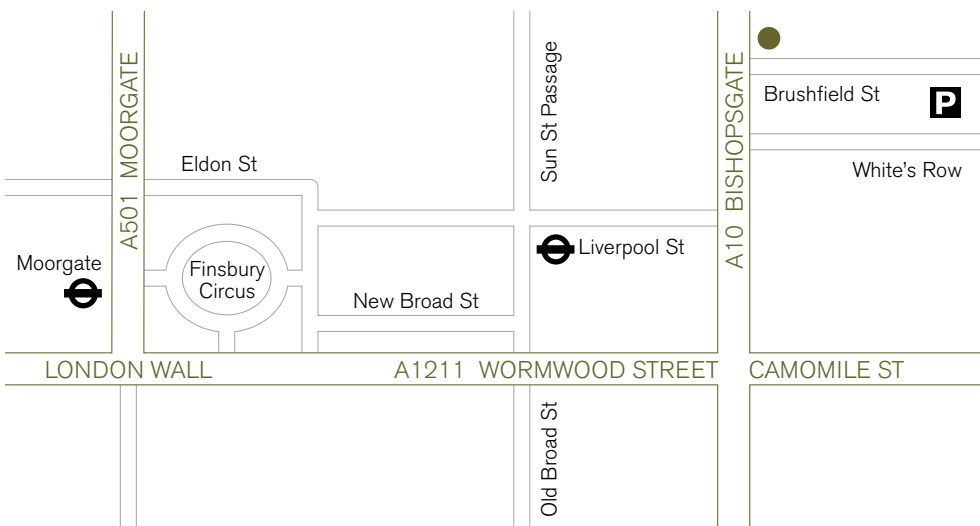 A501 MOORGATE
Sun St Passage
A10 BISHOPSGATE
Brushfield St
P
Eldon St
White's Row
Moorgate
Finsbury
Circus
Liverpool St
New Broad St
LONDON WALL
A1211 WORMWOOD STREET
CAMOMILE ST
Old Broad St